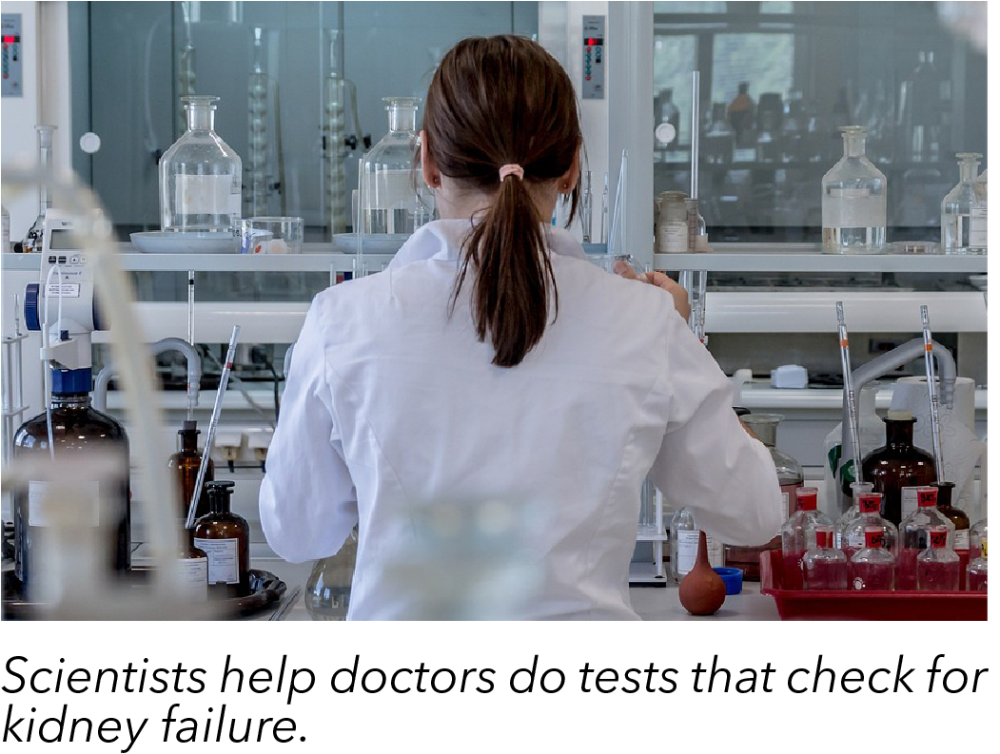 Scientists help doctors do tests that check for
kidney failure.